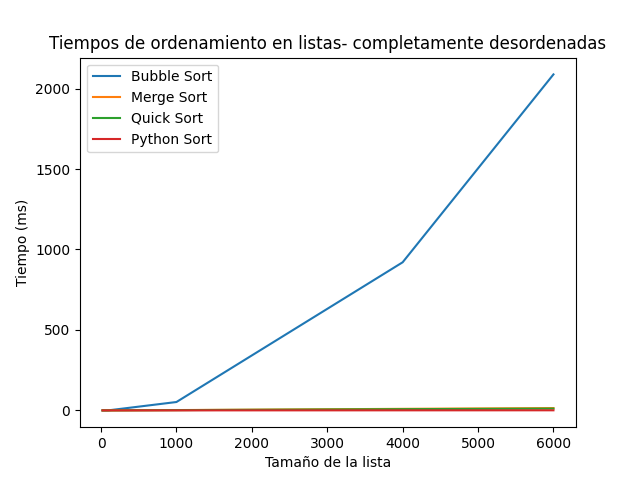 Tiempos de ordenamiento en listas- completamente desordenadas
Bubble Sort
Merge Sort
Quick Sort
Python Sort
Tiempo (ms)
2000
1500
1000
500
0
0 1000 2000 3000 4000 5000 6000
Tamaño de la lista